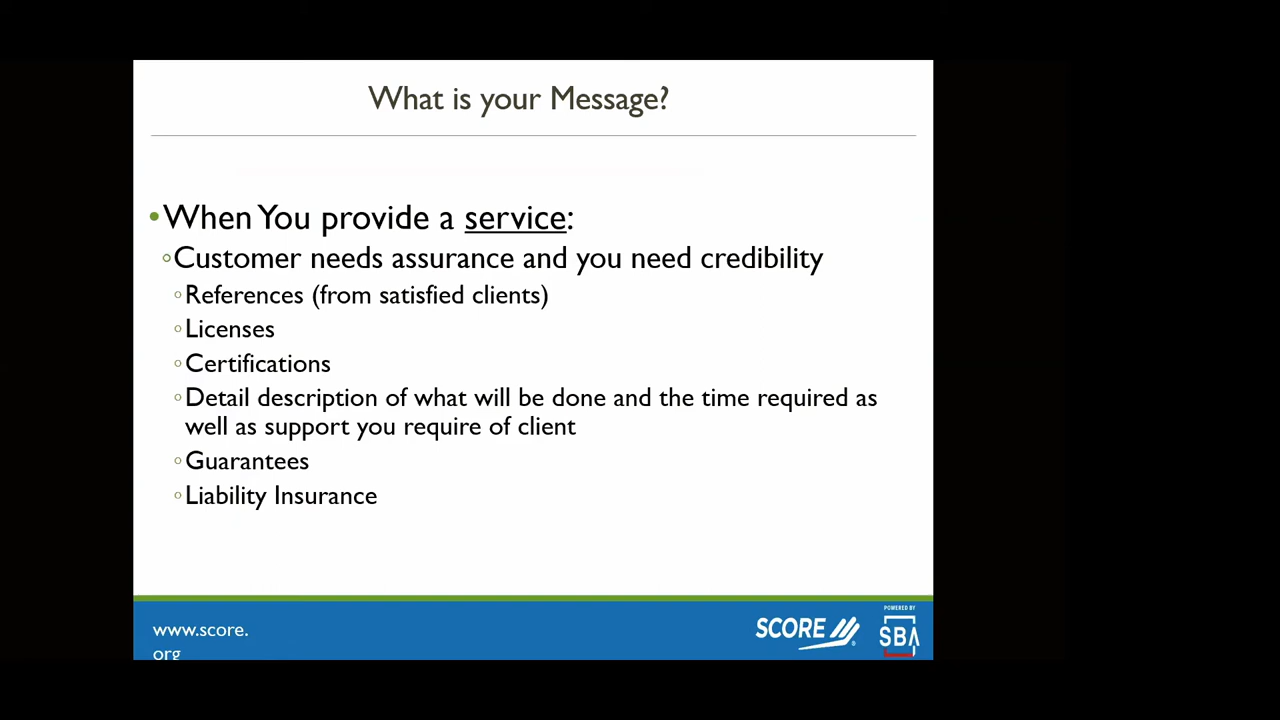 What is your Message?
•When You provide a service:
◦Customer needs assurance and you need credibility
◦References (from satisfied clients)
◦Licenses
◦Certifications
◦Detail description of what will be done and the time required as
well as support you require of client
◦Guarantees
◦Liability Insurance
www.score.
org
SCORE
POWERED BY
SBA